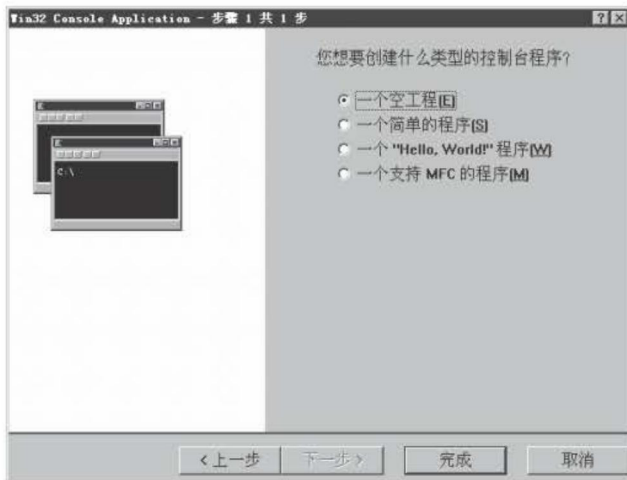 Win32 Console Application - 步骤 1 共 1 步
您想要创建什么类型的控制台程序?
一个空工程(E)
一个简单的程序(S)
一个 "Hello, World!" 程序(W)
一个支持 MFC 的程序(M)
C:\
<上一步
下一步>
完成
取消